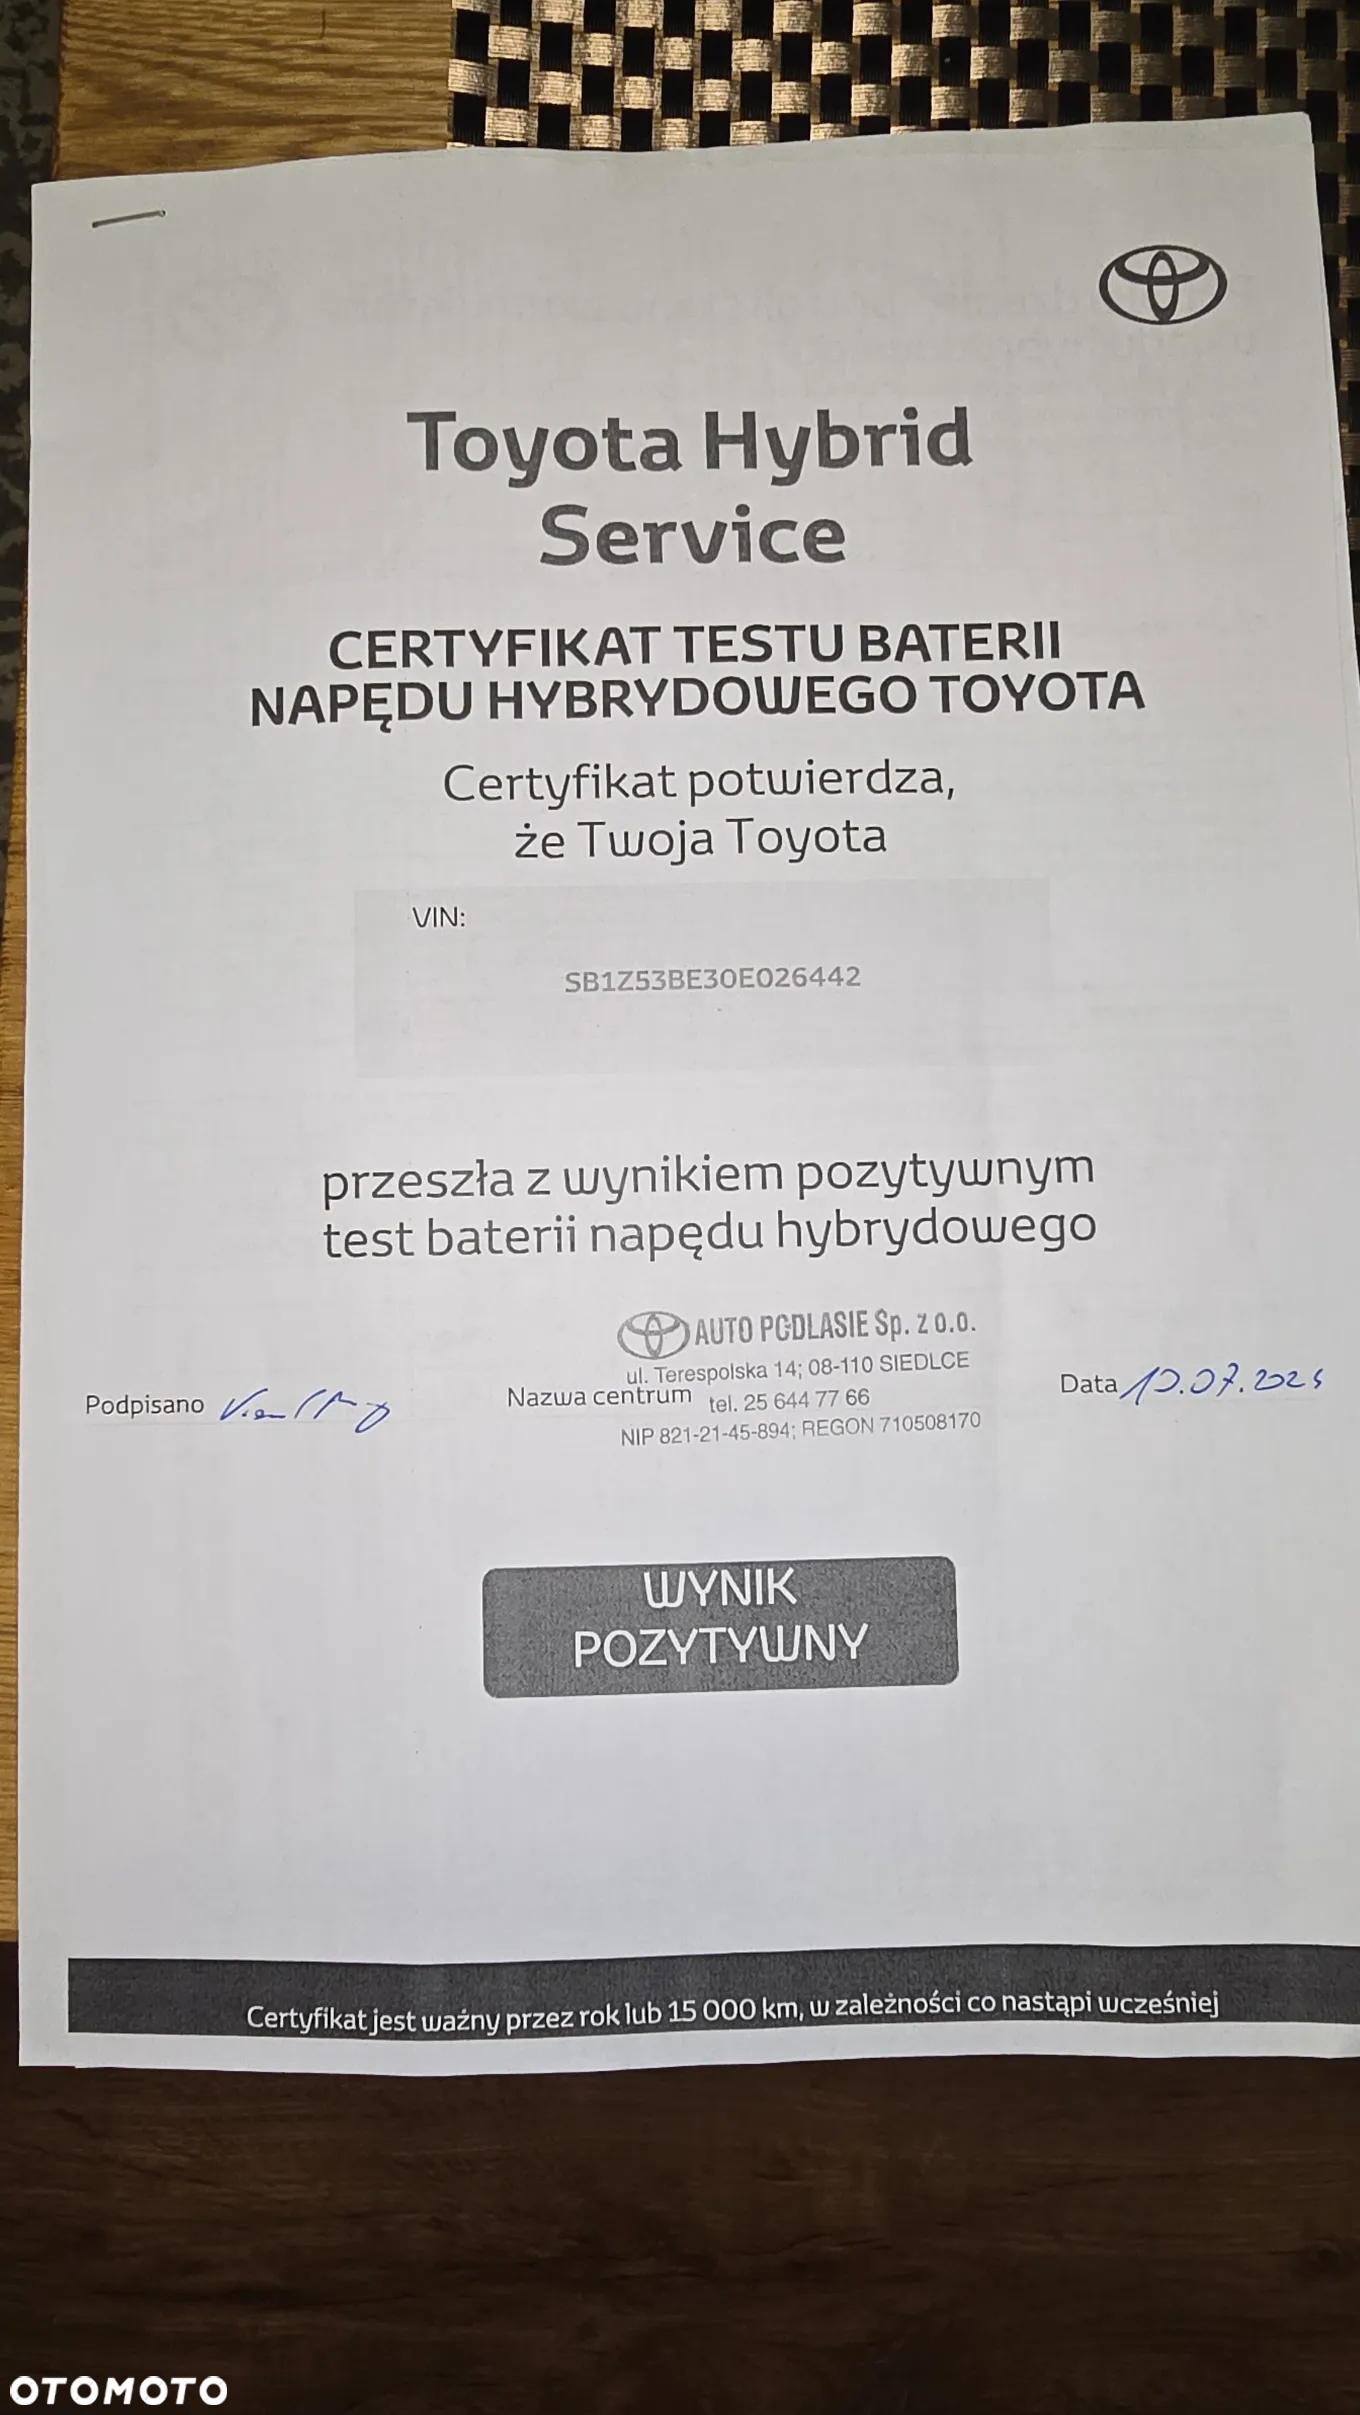 Toyota Hybrid
Service
CERTYFIKAT TESTU BATERII
NAPĘDU HYBRYDOWEGO TOYOTA
Certyfikat potwierdza,
że Twoja Toyota
VIN:
SB1Z53BE30E026442
przeszła z wynikiem pozytywnym
test baterii napędu hybrydowego
AUTO PODLASIE Sp. z o.o.
ul. Terespolska 14; 08-110 SIEDLCE
Podpisano
Nazwa centrum
tel. 25 644 77 66
NIP 821-21-45-894; REGON 710508170
Data 10.07.2025
WYNIK
POZYTYWNY
Certyfikat jest ważny przez rok lub 15 000 km, w zależności co nastąpi wcześniej
OTOMOTO